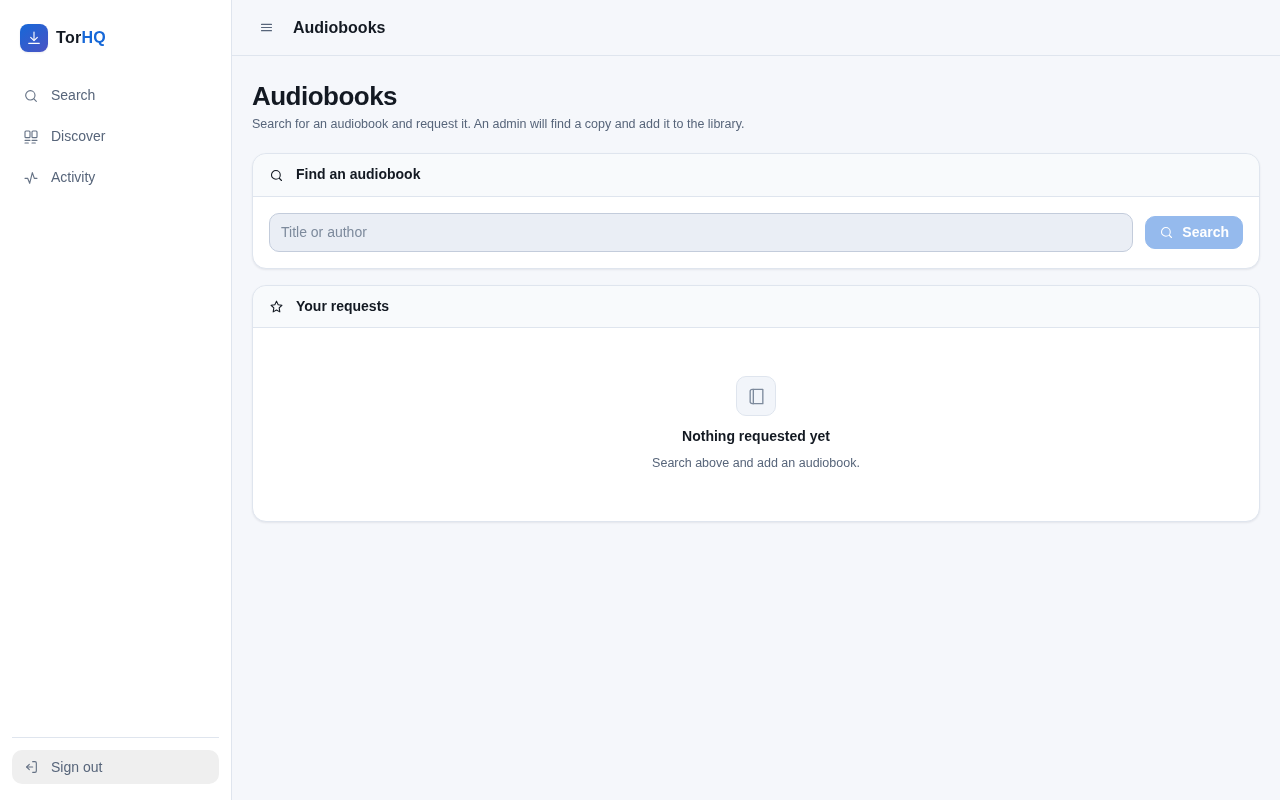 TorHQ
Search
Discover
Activity
Sign out
Audiobooks
Audiobooks
Search for an audiobook and request it. An admin will find a copy and add it to the library.
Find an audiobook
Title or author
Search
Your requests
Nothing requested yet
Search above and add an audiobook.